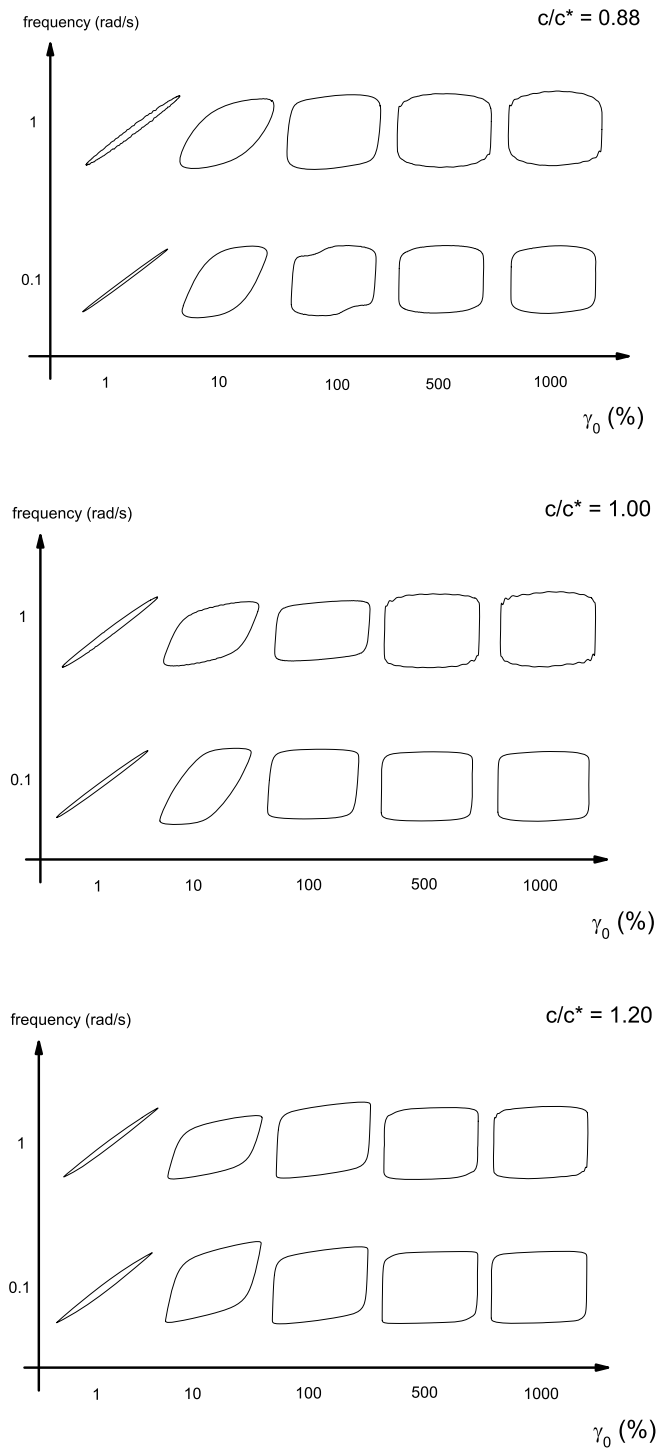 frequency (rad/s)
c/c* = 0.88
1
0.1
1 10 100 500 1000
γ0 (%)
frequency (rad/s)
c/c* = 1.00
1
0.1
1 10 100 500 1000
γ0 (%)
frequency (rad/s)
c/c* = 1.20
1
0.1
1 10 100 500 1000
γ0 (%)